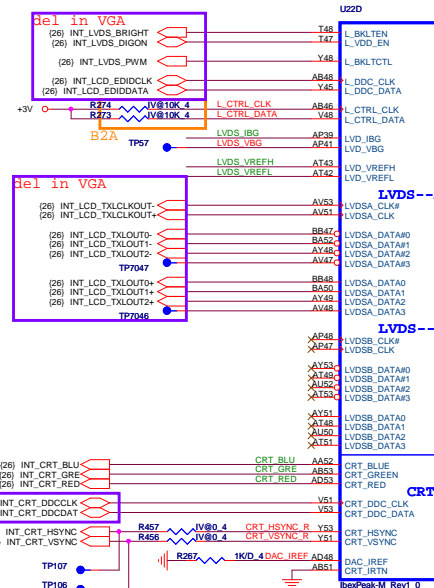 U22D
del in VGA
{26} INT_LVDS_BRIGHT T48 L_BKLTEN
{26} INT_LVDS_DIGON T47 L_VDD_EN
{26} INT_LVDS_PWM Y48 L_BKLTCTL
{26} INT_LCD_EDIDCLK AB48 L_DDC_CLK
{26} INT_LCD_EDIDDATA Y45 L_DDC_DATA
+3V R274 IV@10K_4 L_CTRL_CLK AB46 L_CTRL_CLK
R273 IV@10K_4 L_CTRL_DATA V48 L_CTRL_DATA
B2A
TP57 LVDS_IBG AP39 LVD_IBG
LVDS_VBG AP41 LVD_VBG
LVDS_VREFH AT43 LVD_VREFH
LVDS_VREFL AT42 LVD_VREFL
del in VGA
LVDS--
{26} INT_LCD_TXLCLKOUT- AV53 LVDSA_CLK#
{26} INT_LCD_TXLCLKOUT+ AV51 LVDSA_CLK
{26} INT_LCD_TXLOUT0- BB47 LVDSA_DATA#0
{26} INT_LCD_TXLOUT1- BA52 LVDSA_DATA#1
{26} INT_LCD_TXLOUT2- AY48 LVDSA_DATA#2
TP7047 AV47 LVDSA_DATA#3
{26} INT_LCD_TXLOUT0+ BB48 LVDSA_DATA0
{26} INT_LCD_TXLOUT1+ BA50 LVDSA_DATA1
{26} INT_LCD_TXLOUT2+ AY49 LVDSA_DATA2
TP7046 AV48 LVDSA_DATA3
LVDS--
AP48 LVDSB_CLK#
AP47 LVDSB_CLK
AY53 LVDSB_DATA#0
AT49 LVDSB_DATA#1
AU52 LVDSB_DATA#2
AT53 LVDSB_DATA#3
AY51 LVDSB_DATA0
AT48 LVDSB_DATA1
AU50 LVDSB_DATA2
AT51 LVDSB_DATA3
{26} INT_CRT_BLU CRT_BLU AA52 CRT_BLUE
{26} INT_CRT_GRE CRT_GRE AB53 CRT_GREEN
{26} INT_CRT_RED CRT_RED AD53 CRT_RED
CRT
INT_CRT_DDCCLK V51 CRT_DDC_CLK
INT_CRT_DDCDAT V53 CRT_DDC_DATA
INT_CRT_HSYNC R457 IV@0_4 CRT_HSYNC_R Y53 CRT_HSYNC
INT_CRT_VSYNC R456 IV@0_4 CRT_VSYNC_R Y51 CRT_VSYNC
R267 1K/D_4 DAC_IREF AD48 DAC_IREF
TP107 AB51 CRT_IRTN
TP106 IbexPeak-M_Rev1_0